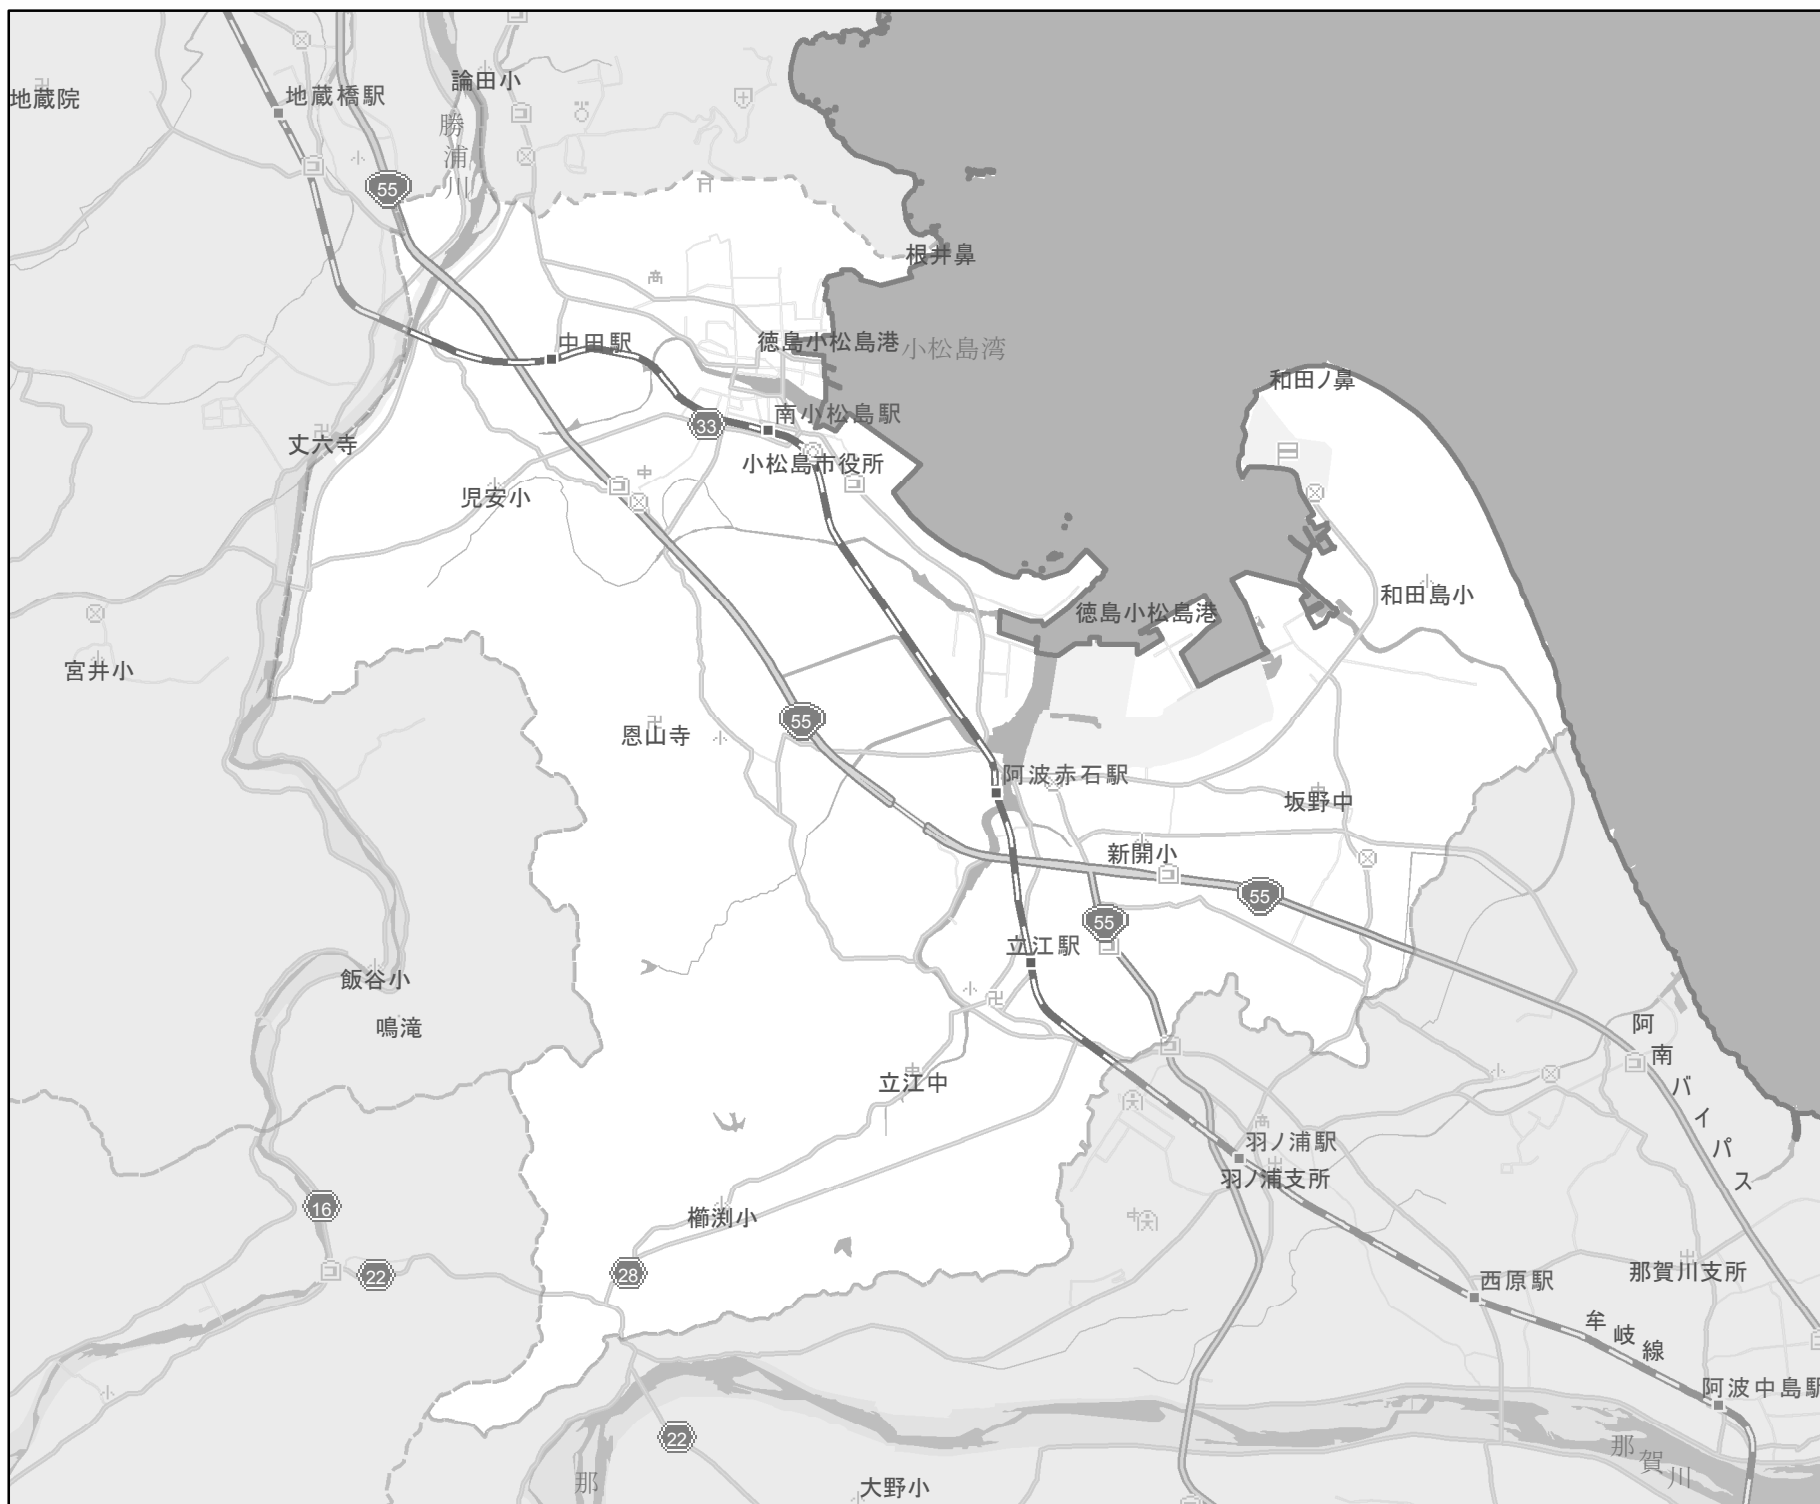 論田小
地蔵橋駅
地蔵院
勝浦川
55
根井鼻
中田駅
徳島小松島港
小松島湾
和田ノ鼻
南小松島駅
33
丈六寺
小松島市役所
児安小
和田島小
徳島小松島港
宮井小
55
恩山寺
阿波赤石駅
坂野中
新開小
55
55
立江駅
飯谷小
鳴滝
阿南バイパス
立江中
羽ノ浦駅
羽ノ浦支所
16
櫛渕小
22
28
那賀川支所
西原駅
牟岐線
阿波中島駅
22
那賀川
那
大野小